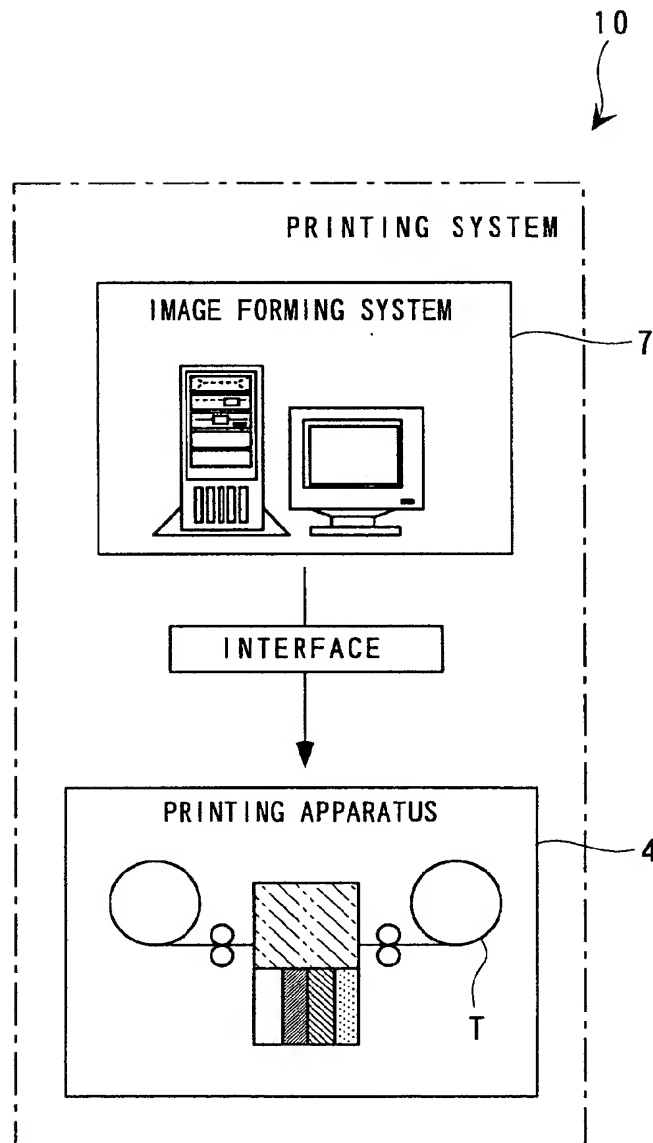 10
PRINTING SYSTEM
IMAGE FORMING SYSTEM
7
INTERFACE
PRINTING APPARATUS
4
T